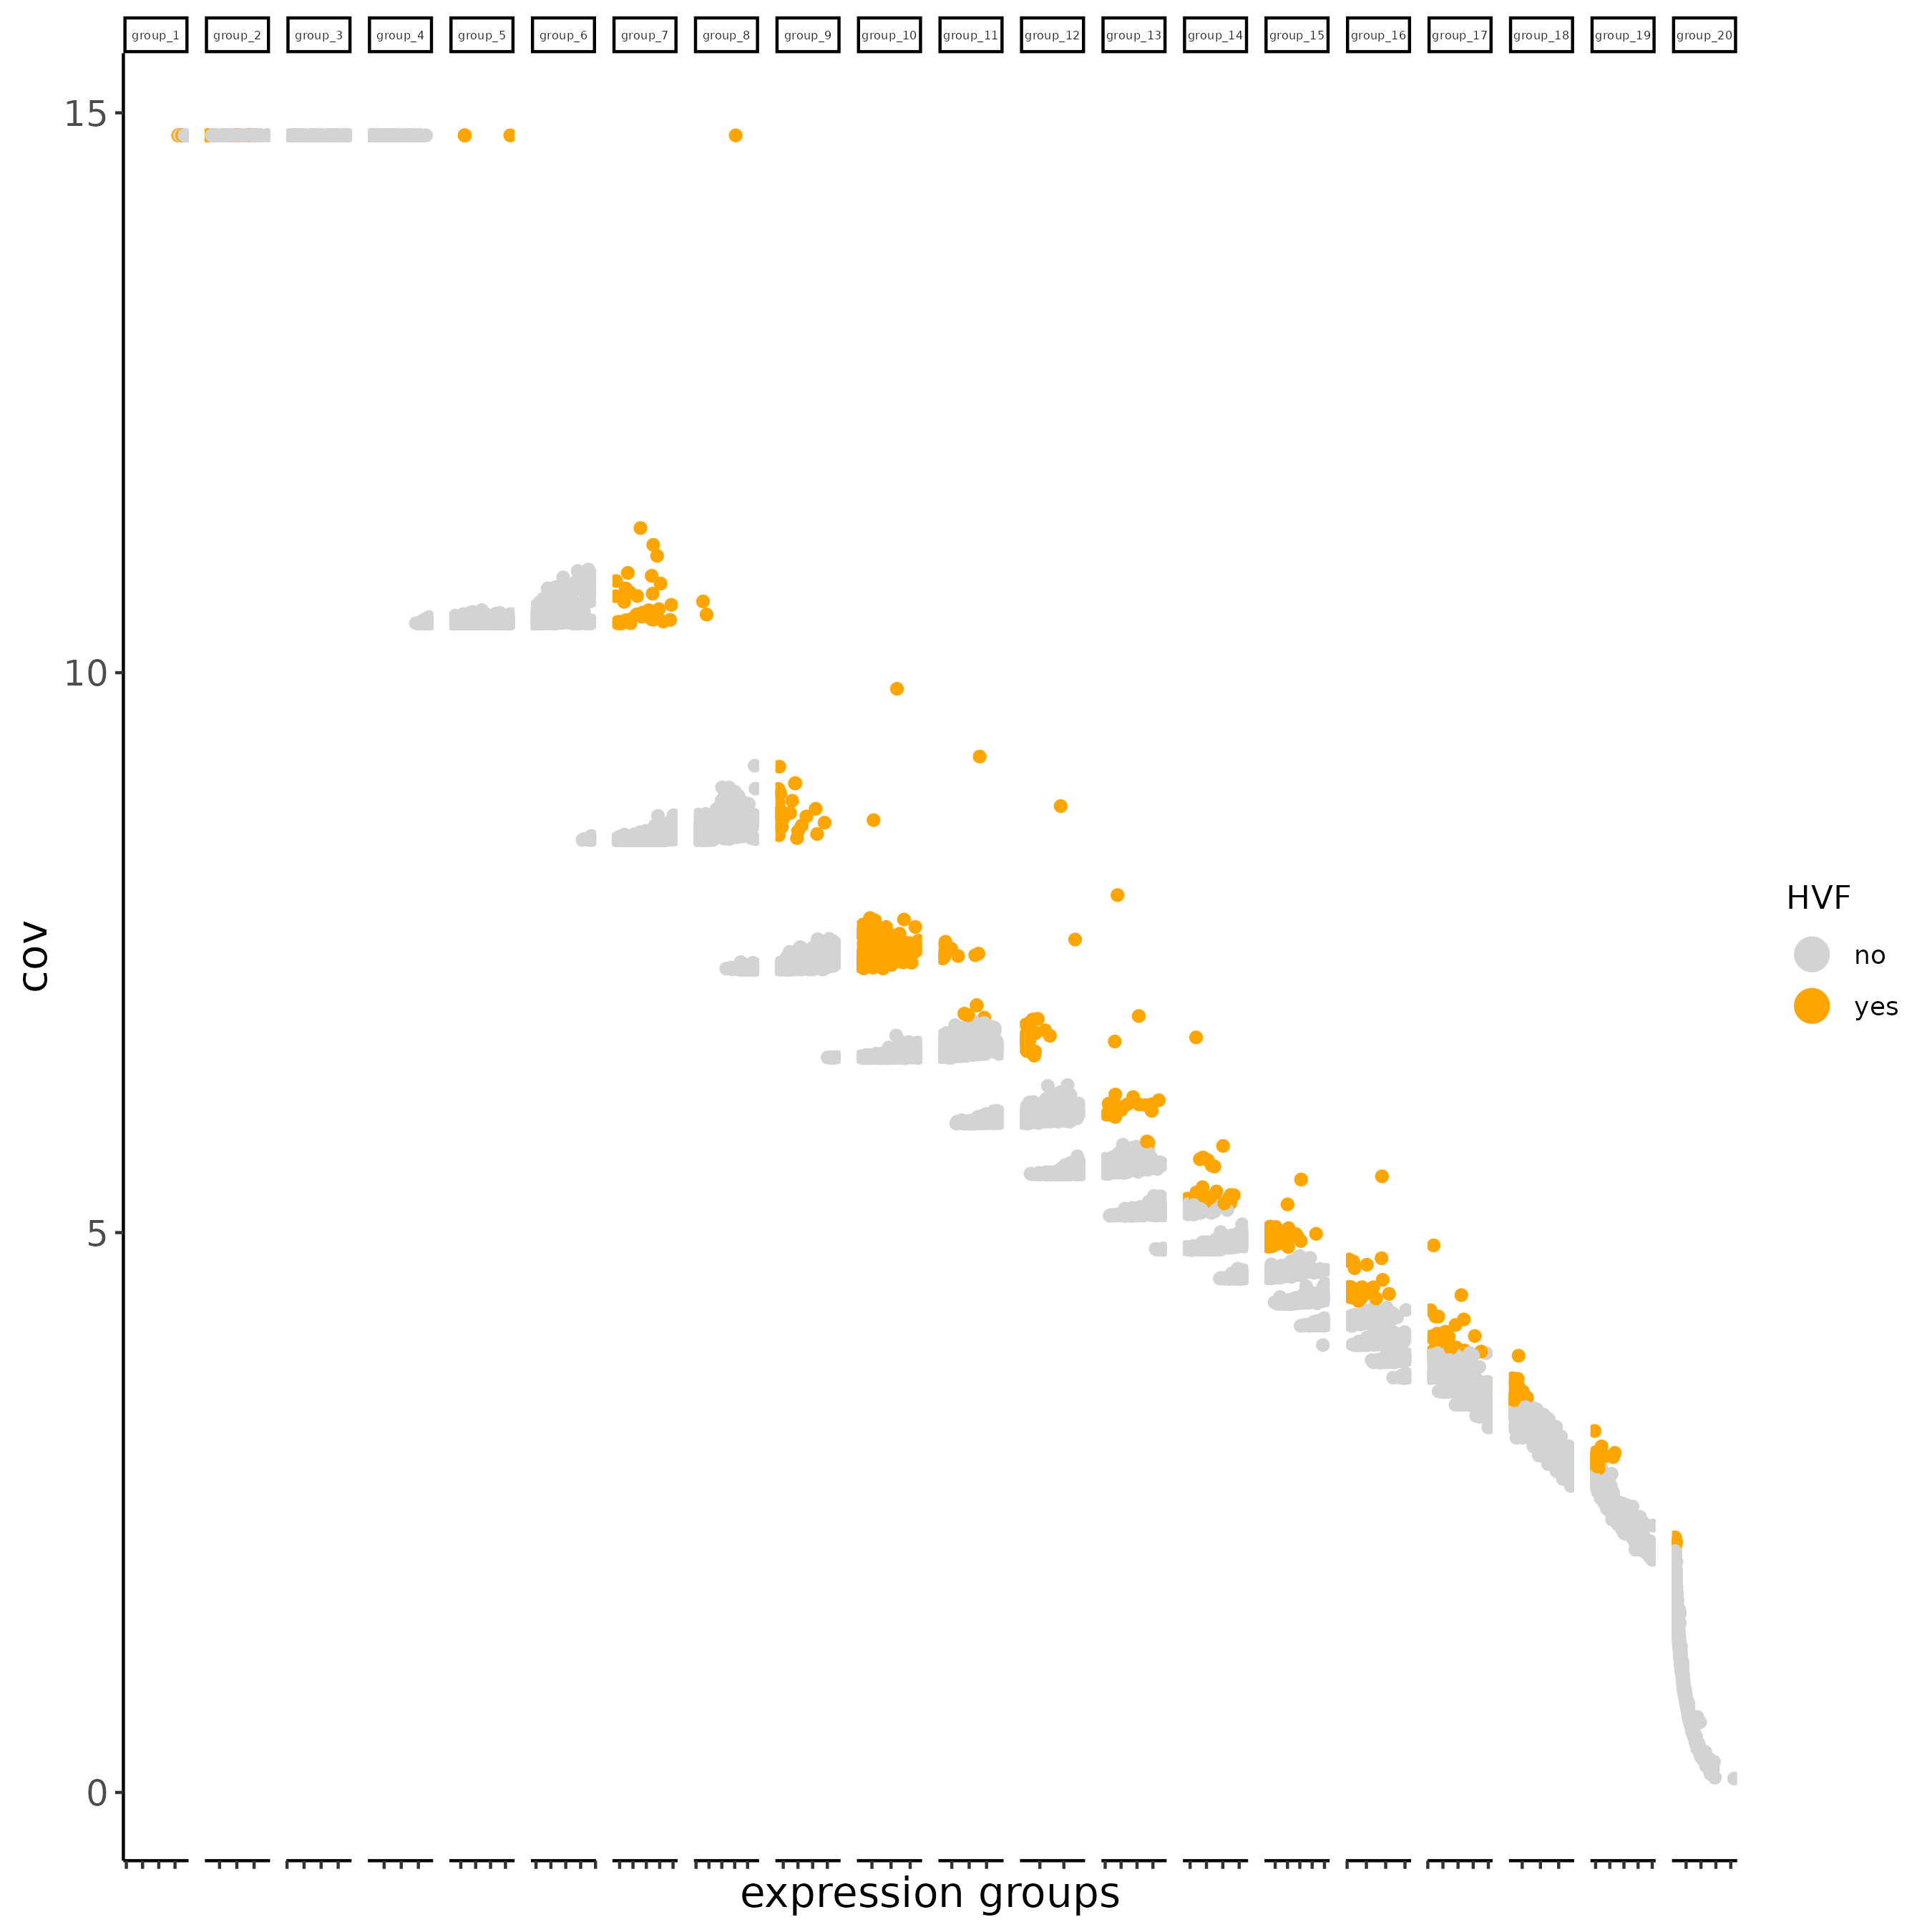 group_1 group_2 group_3 group_4 group_5 group_6 group_7 group_8 group_9 group_10 group_11 group_12 group_13 group_14 group_15 group_16 group_17 group_18 group_19 group_20
15
10
5
0
cov
expression groups
HVF
no
yes